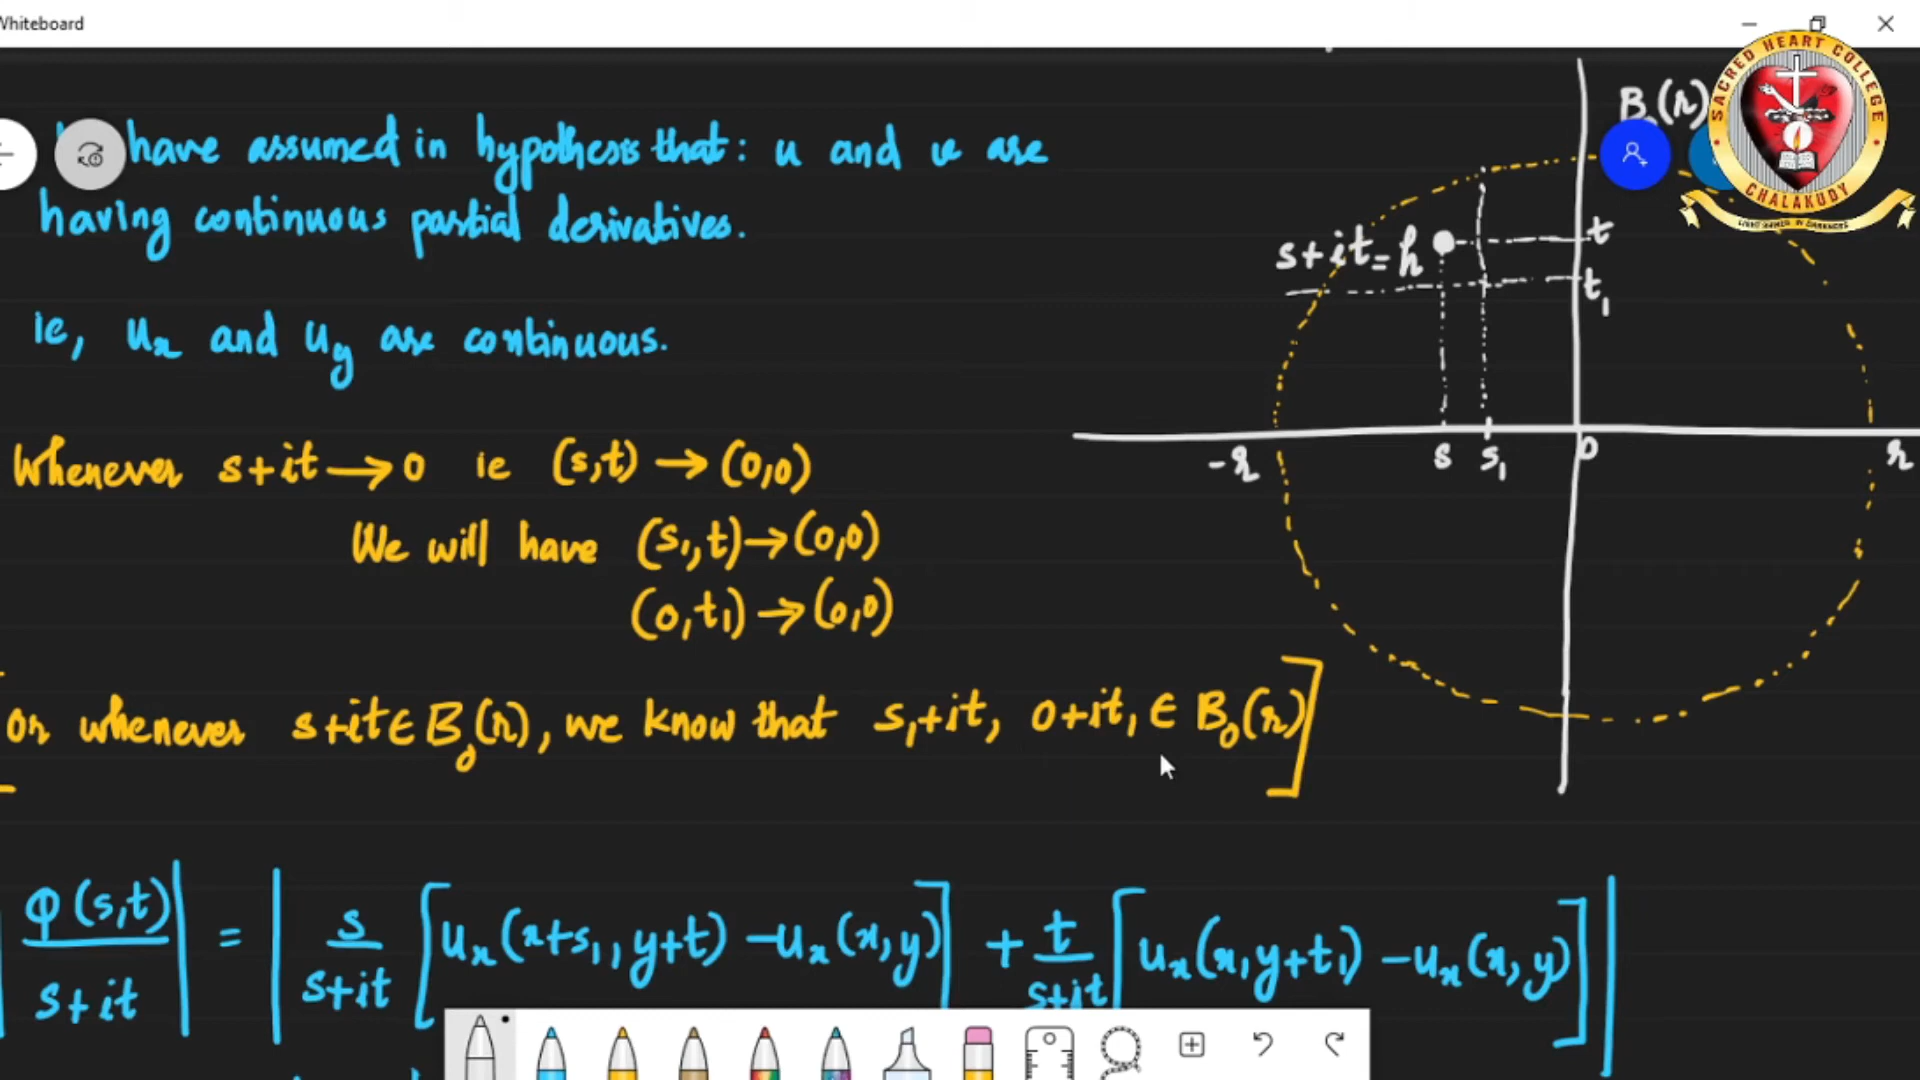 Whiteboard
have assumed in hypothesis that: u and v are
having continuous partial derivatives.
ie, uₓ and u_y are continuous.
Whenever s+it → 0 ie (s,t) → (0,0)
We will have (s₁,t) → (0,0)
(0,t₁) → (0,0)
or whenever s+it ∈ B₀(r), we know that s₁+it, 0+it₁ ∈ B₀(r)]
|φ(s,t)/s+it| = |s/s+it [uₓ(x+s₁,y+t) -uₓ(x,y)] + t/s+it [uₓ(x,y+t₁) -uₓ(x,y)]|
B₀(r)
s+it=h
t
t₁
-r s s₁ 0 r
SACRED HEART COLLEGE
CHALAKUDY